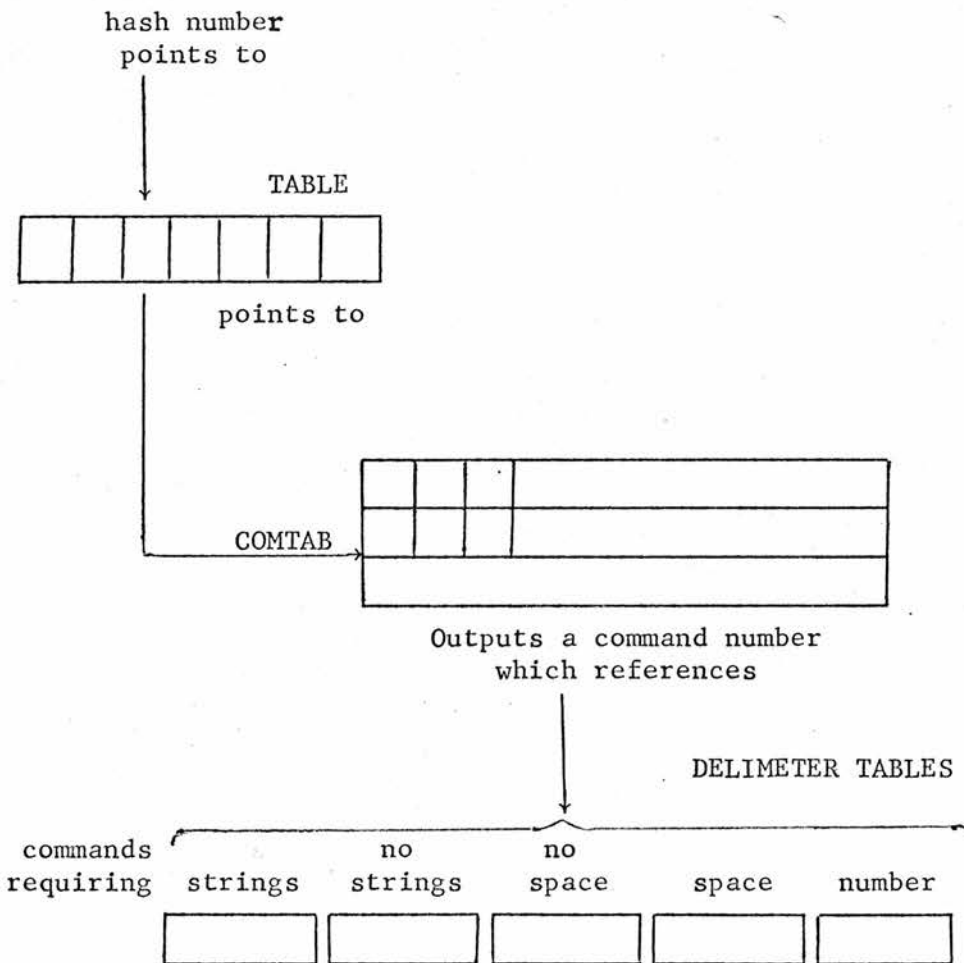 hash number
points to
TABLE
points to
COMTAB
Outputs a command number
which references
DELIMETER TABLES
commands no no
requiring strings strings space space number